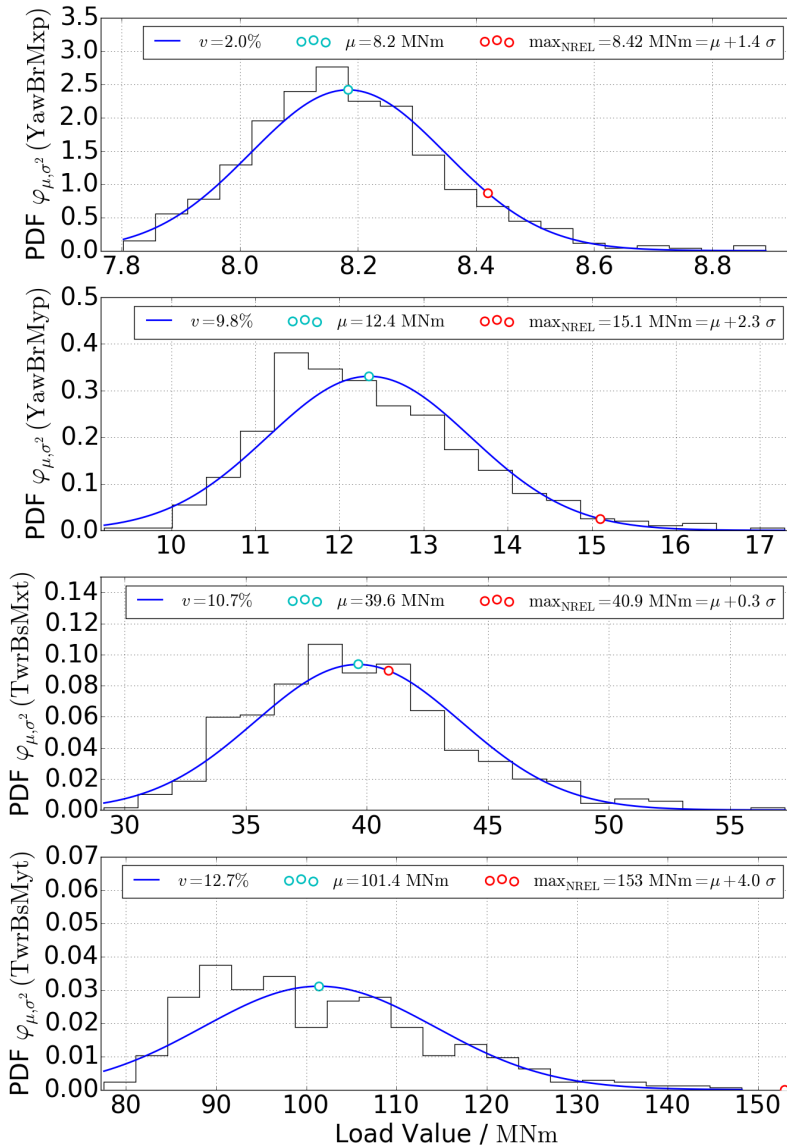 3.5
3.0
2.5
2.0
1.5
1.0
0.5
0.0
PDF φμ,σ² (YawBrMxp)
v = 2.0% μ = 8.2 MNm maxNREL = 8.42 MNm = μ + 1.4 σ
7.8 8.0 8.2 8.4 8.6 8.8
0.5
0.4
0.3
0.2
0.1
0.0
PDF φμ,σ² (YawBrMyp)
v = 9.8% μ = 12.4 MNm maxNREL = 15.1 MNm = μ + 2.3 σ
10 11 12 13 14 15 16 17
0.14
0.12
0.10
0.08
0.06
0.04
0.02
0.00
PDF φμ,σ² (TwrBsMxt)
v = 10.7% μ = 39.6 MNm maxNREL = 40.9 MNm = μ + 0.3 σ
30 35 40 45 50 55
0.07
0.06
0.05
0.04
0.03
0.02
0.01
0.00
PDF φμ,σ² (TwrBsMyt)
v = 12.7% μ = 101.4 MNm maxNREL = 153 MNm = μ + 4.0 σ
80 90 100 110 120 130 140 150
Load Value / MNm